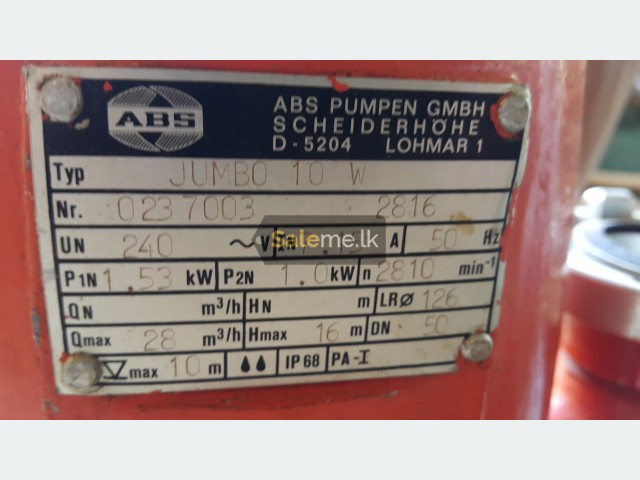 ABS
ABS PUMPEN GMBH
SCHEIDERHÖHE
D-5204 LOHMAR 1
Typ JUMBO 10 W
Nr. 0237003 2816
UN 240 ~V A 50 Hz
Saleme.lk
P1N 1.53 kW P2N 1.0 kW n 2810 min⁻¹
QN m³/h HN m LRØ 126
Qmax 28 m³/h Hmax 16 m DN 50
max 10 m IP 68 PA-I